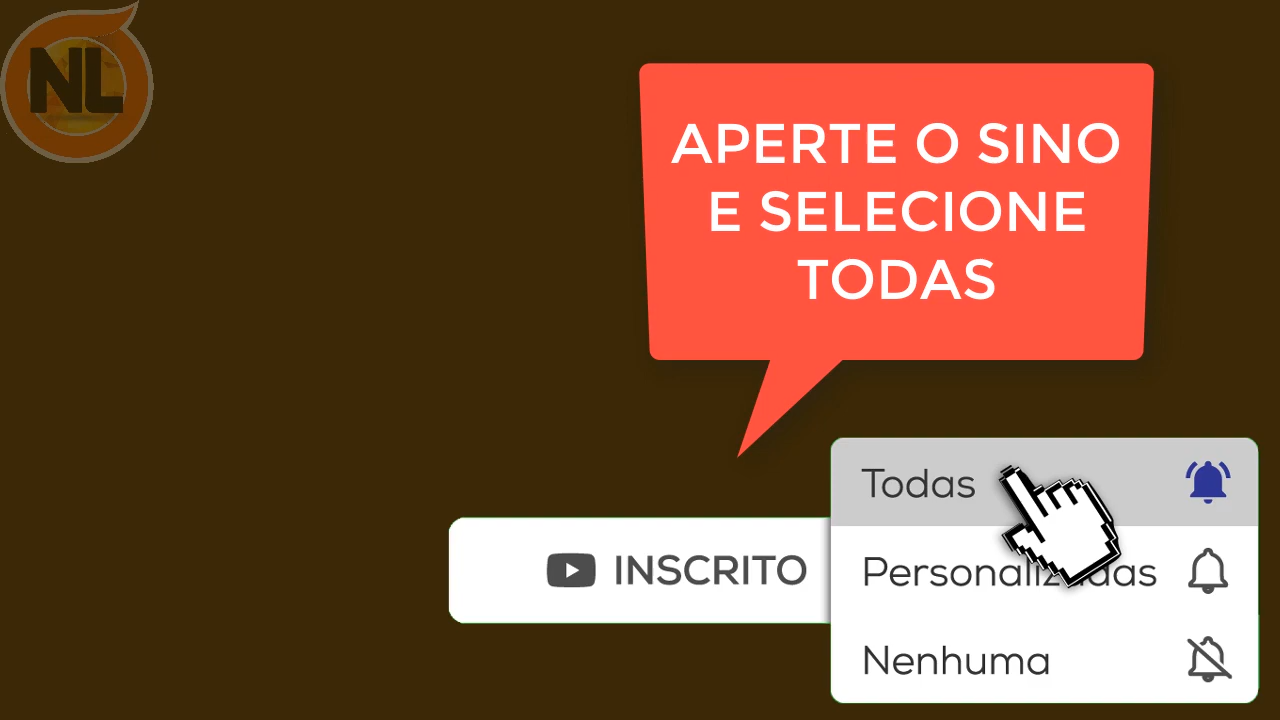 NL
APERTE O SINO
E SELECIONE
TODAS
INSCRITO
Todas
Personalizadas
Nenhuma